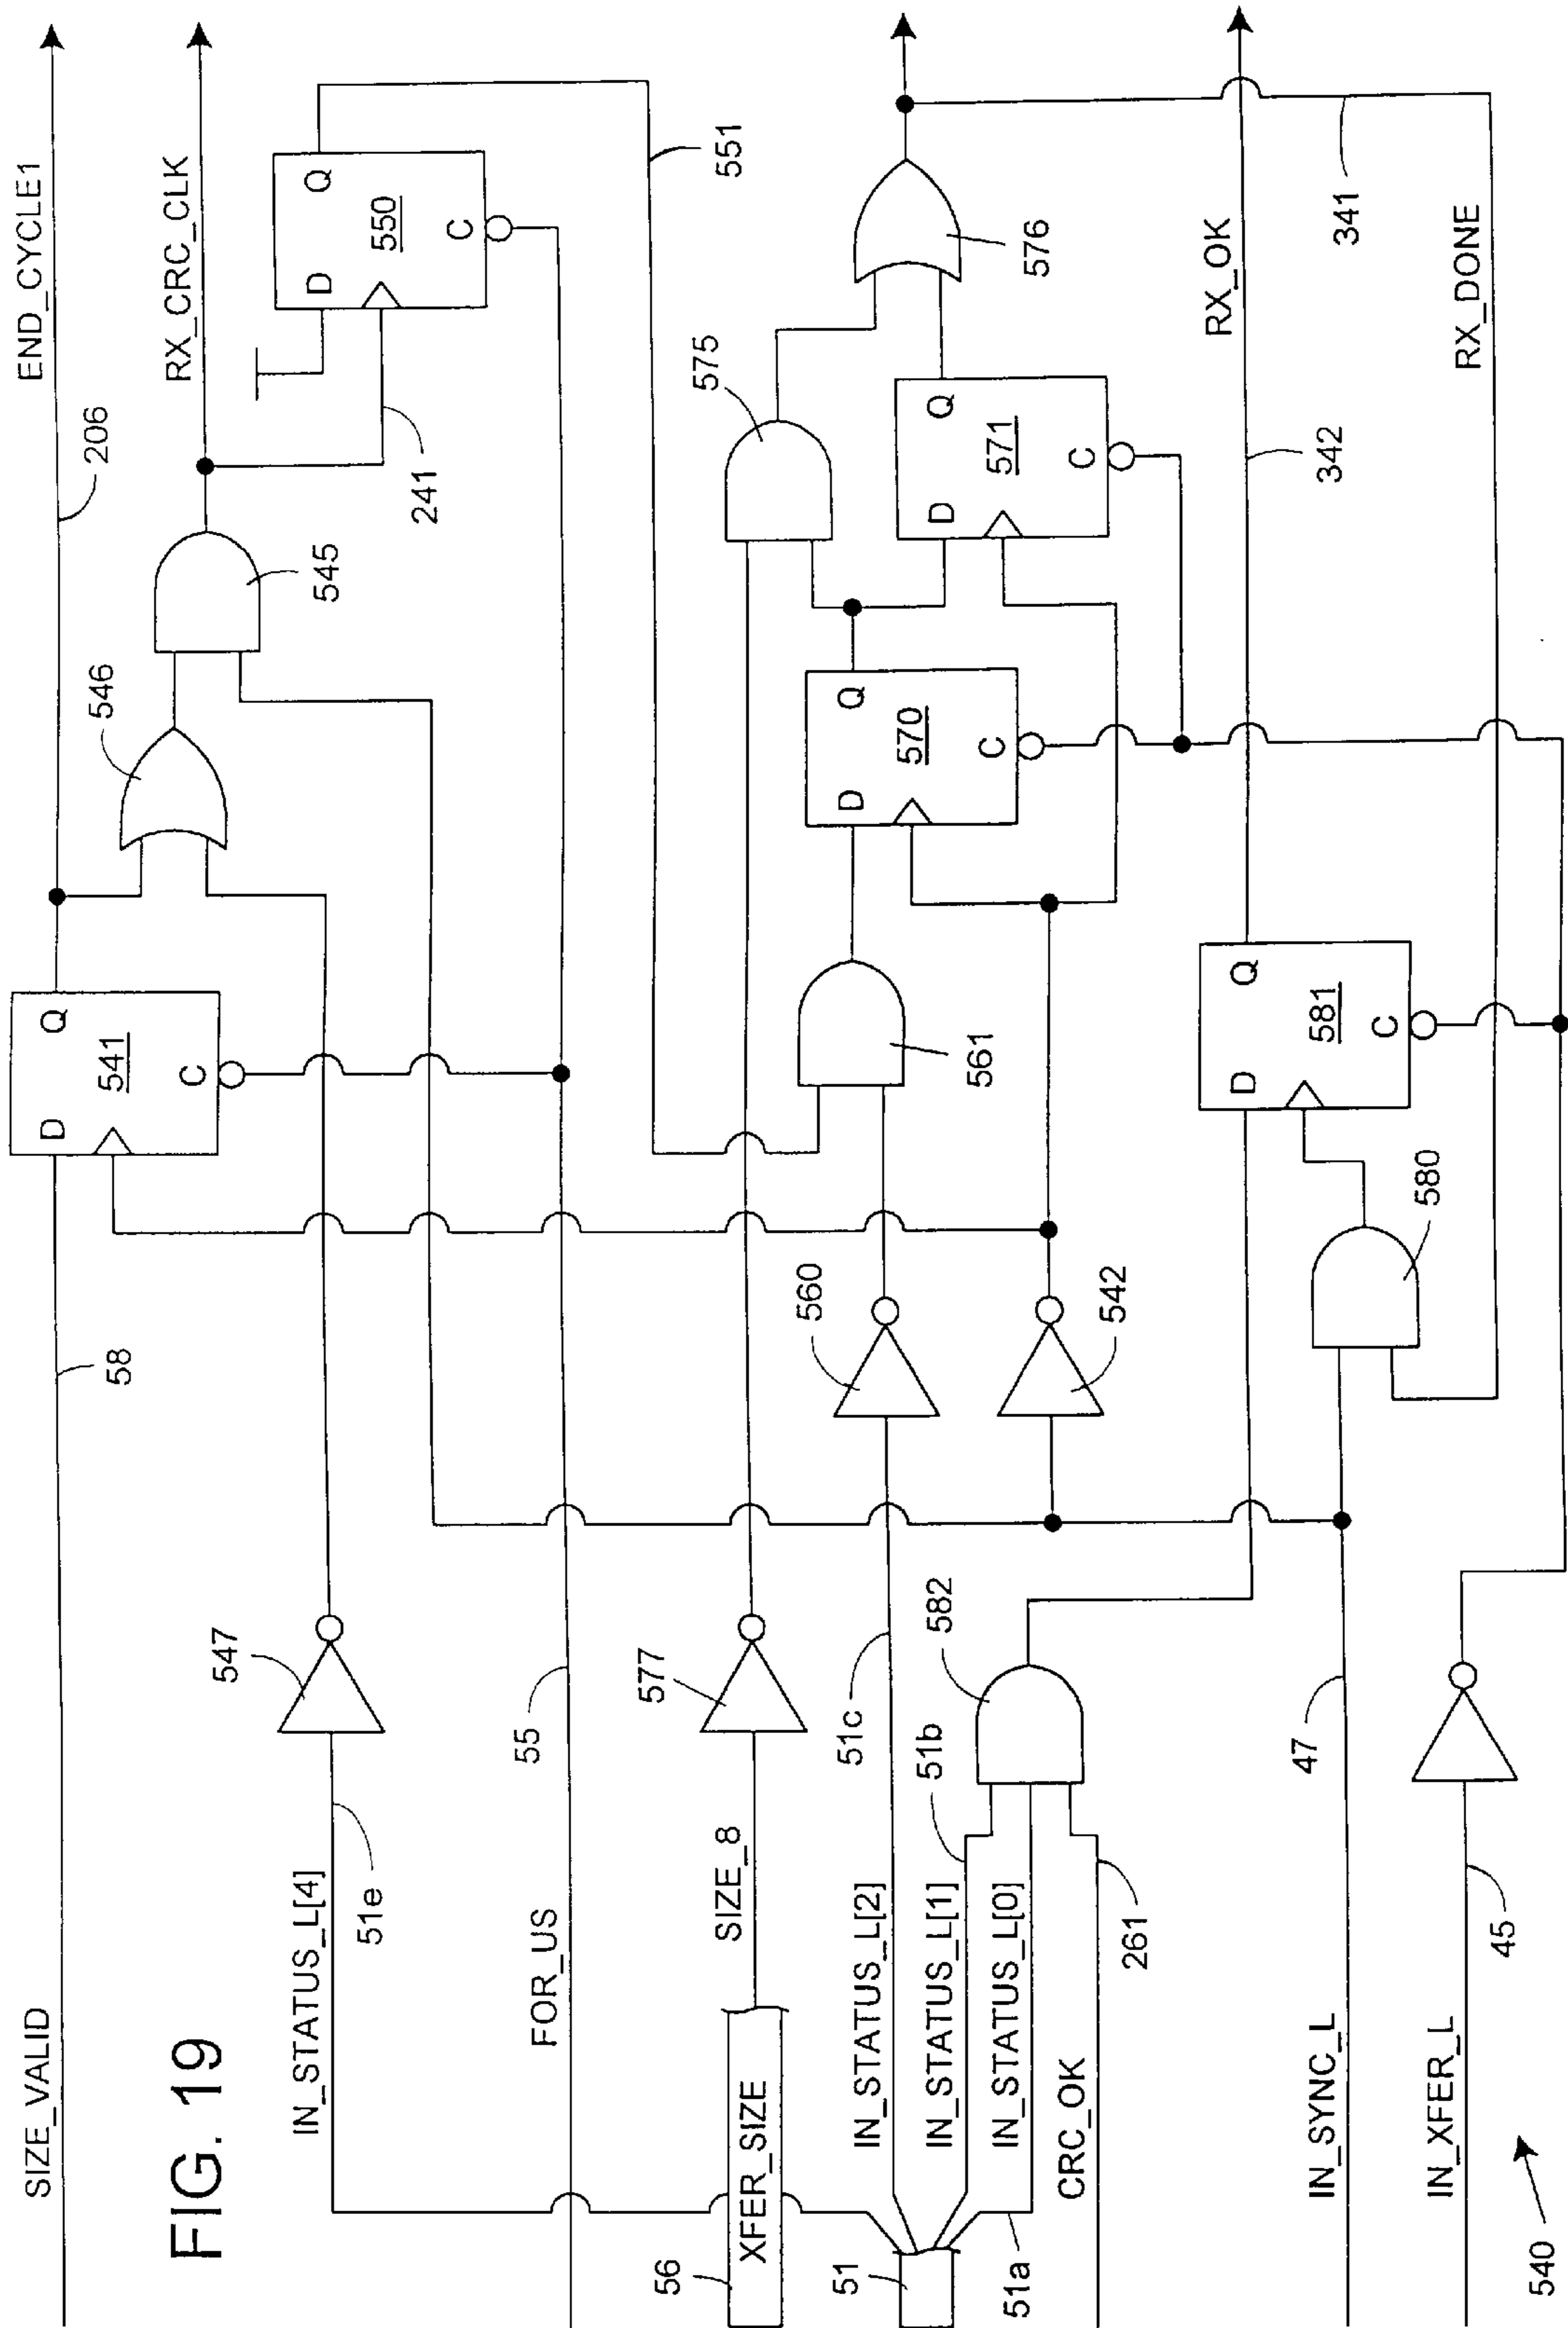 FIG. 19
SIZE_VALID
58
D
Q
541
C
END_CYCLE1
206
IN_STATUS_L[4]
51e
547
546
545
RX_CRC_CLK
241
D
Q
550
C
551
FOR_US
55
56
XFER_SIZE
SIZE_8
577
575
51
IN_STATUS_L[2]
51c
560
561
D
Q
570
C
D
Q
571
C
576
IN_STATUS_L[1]
51b
IN_STATUS_L[0]
51a
582
542
CRC_OK
261
D
Q
581
C
342
RX_OK
341
IN_SYNC_L
47
580
RX_DONE
IN_XFER_L
45
540